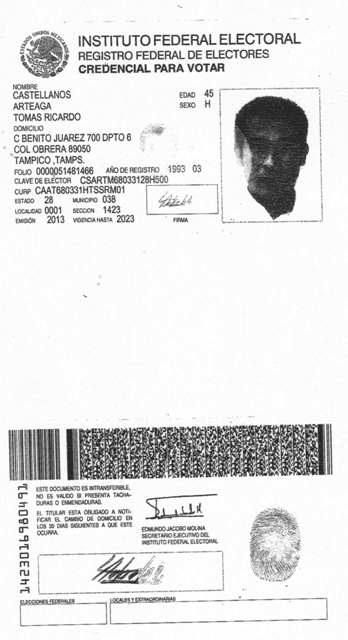 INSTITUTO FEDERAL ELECTORAL
REGISTRO FEDERAL DE ELECTORES
CREDENCIAL PARA VOTAR
NOMBRE
CASTELLANOS
ARTEAGA
TOMAS RICARDO
EDAD 45
SEXO H
DOMICILIO
C BENITO JUAREZ 700 DPTO 6
COL OBRERA 89050
TAMPICO ,TAMPS.
FOLIO 0000051481466 AÑO DE REGISTRO 1993 03
CLAVE DE ELECTOR CSARTM68033128H500
CURP CAAT680331HTSSRM01
ESTADO 28 MUNICIPIO 038
LOCALIDAD 0001 SECCION 1423
EMISIÓN 2013 VIGENCIA HASTA 2023
FIRMA
ESTE DOCUMENTO ES INTRANSFERIBLE,
NO ES VALIDO SI PRESENTA TACHA-
DURAS O ENMENDADURAS.
EL TITULAR ESTA OBLIGADO A NOTI-
FICAR EL CAMBIO DE DOMICILIO EN
LOS 30 DIAS SIGUIENTES A QUE ESTE
OCURRA.
EDMUNDO JACOBO MOLINA
SECRETARIO EJECUTIVO DEL
INSTITUTO FEDERAL ELECTORAL
1423016980491
ELECCIONES FEDERALES
LOCALES Y EXTRAORDINARIAS